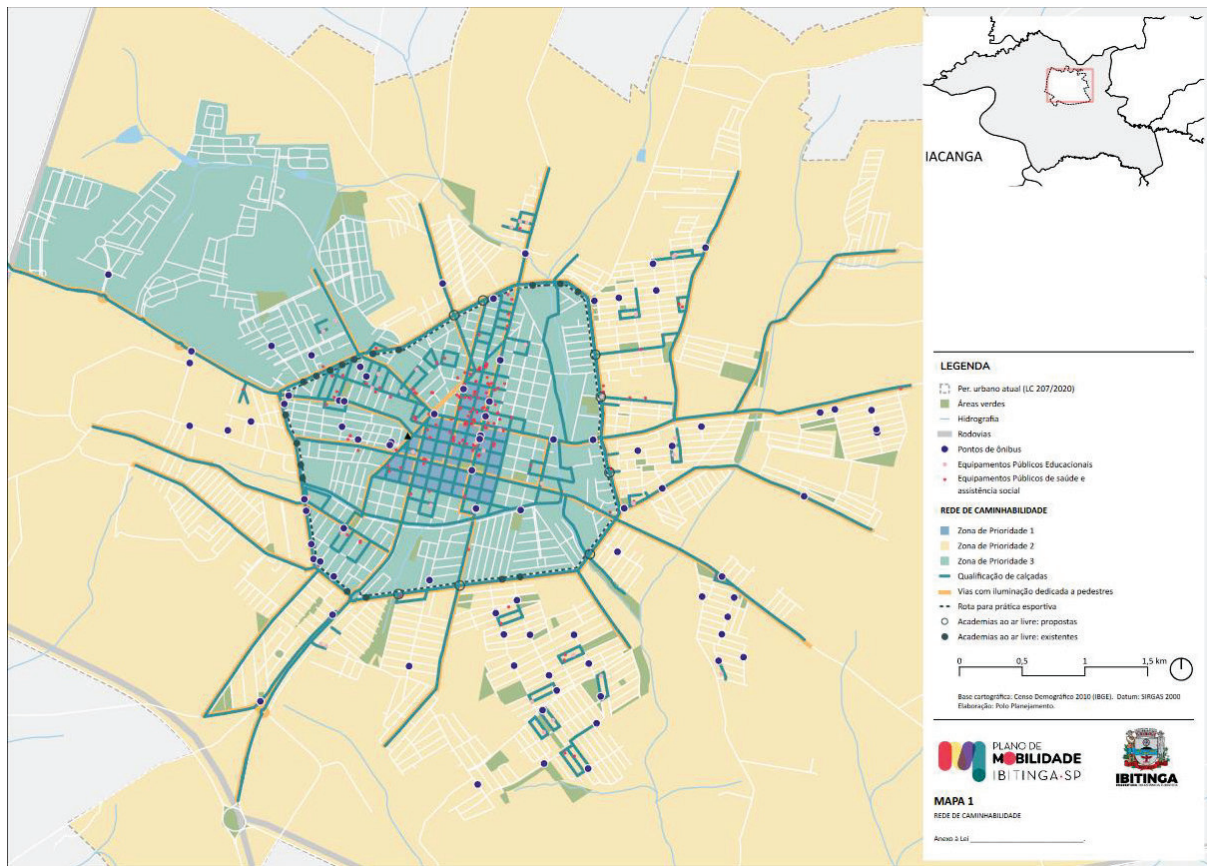 IACANGA
LEGENDA
Per. urbano atual (LC 207/2020)
Áreas verdes
Hidrografia
Rodovias
Pontos de ônibus
Equipamentos Públicos Educacionais
Equipamentos Públicos de saúde e
assistência social
REDE DE CAMINHABILIDADE
Zona de Prioridade 1
Zona de Prioridade 2
Zona de Prioridade 3
Qualificação de calçadas
Vias com iluminação dedicada a pedestres
Rota para prática esportiva
Academias ao ar livre: propostas
Academias ao ar livre: existentes
0 0,5 1 1,5 km
Base cartográfica: Censo Demográfico 2010 (IBGE). Datum: SIRGAS 2000
Elaboração: Polo Planejamento.
PLANO DE
MOBILIDADE
IBITINGA·SP
IBITINGA
MAPA 1
REDE DE CAMINHABILIDADE
Anexo à Lei ______________________.